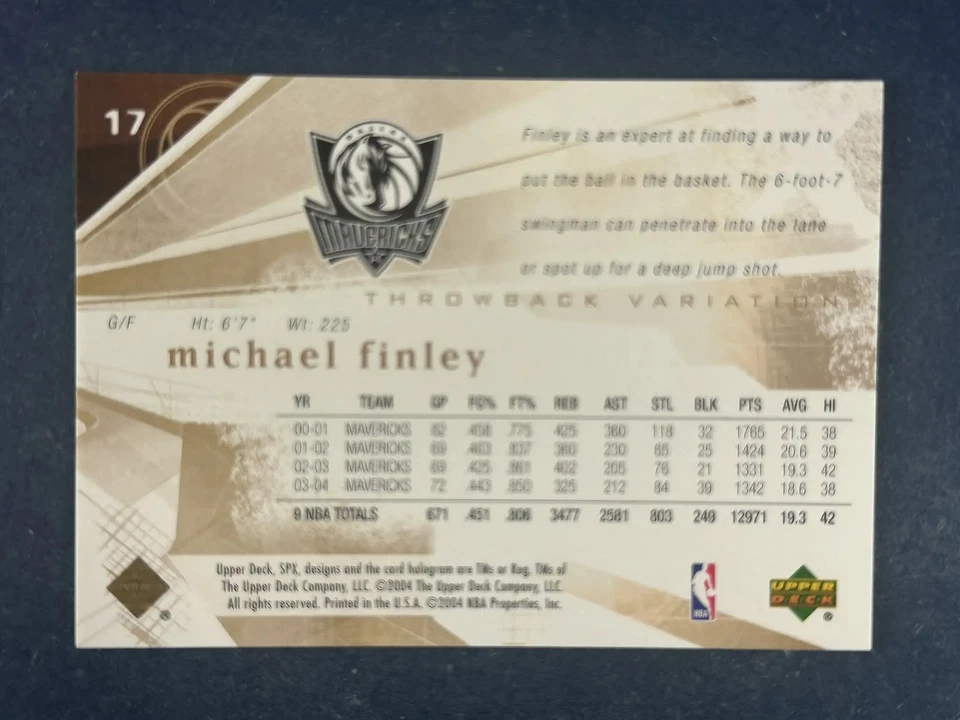 17
MAVERICKS
Finley is an expert at finding a way to
put the ball in the basket. The 6-foot-7
swingman can penetrate into the lane
or spot up for a deep jump shot.
THROWBACK VARIATION
G/F Ht: 6'7" Wt: 225
michael finley
YR TEAM GP FG% FT% REB AST STL BLK PTS AVG HI
00-01 MAVERICKS 82 .458 .775 425 360 118 32 1765 21.5 38
01-02 MAVERICKS 69 .463 .837 360 230 65 25 1424 20.6 39
02-03 MAVERICKS 69 .425 .861 402 205 76 21 1331 19.3 42
03-04 MAVERICKS 72 .443 .850 325 212 84 39 1342 18.6 38
9 NBA TOTALS 671 .451 .806 3477 2581 803 249 12971 19.3 42
Upper Deck, SPX, designs and the card hologram are TMs or Reg. TMs of
The Upper Deck Company, LLC. ©2004 The Upper Deck Company, LLC.
All rights reserved. Printed in the U.S.A. ©2004 NBA Properties, Inc.
®
NBA
UPPER
DECK
®